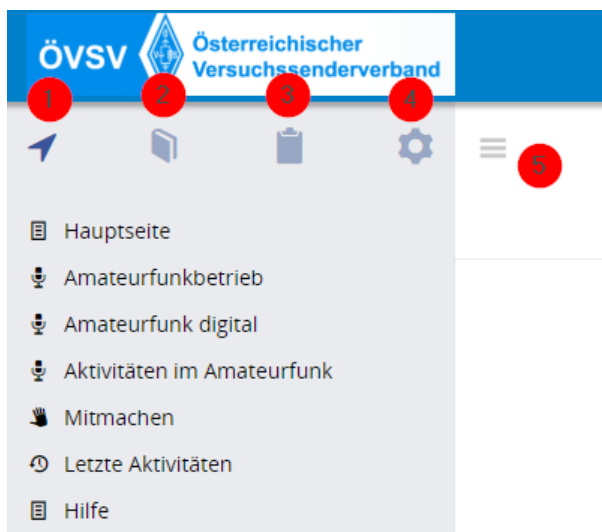 ÖVSV
Österreichischer
Versuchssenderverband
1
2
3
4
5
Hauptseite
Amateurfunkbetrieb
Amateurfunk digital
Aktivitäten im Amateurfunk
Mitmachen
Letzte Aktivitäten
Hilfe